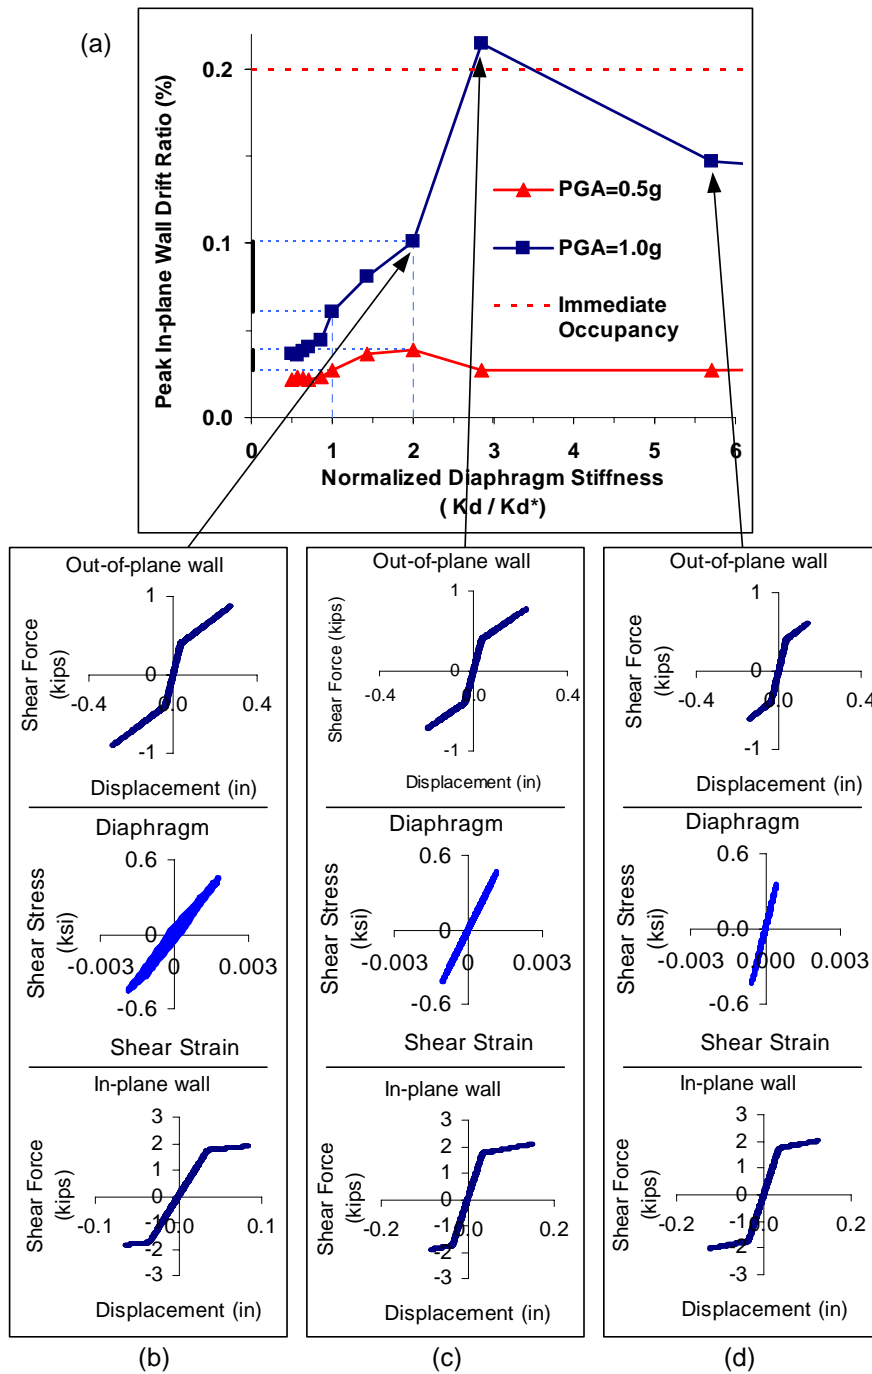 (a)
Peak In-plane Wall Drift Ratio (%)
0.2
0.1
0.0
0 1 2 3 4 5 6
PGA=0.5g
PGA=1.0g
Immediate
Occupancy
Normalized Diaphragm Stiffness
( Kd / Kd*)
Out-of-plane wall
Shear Force
(kips)
1
0
-1
-0.4 0.0 0.4
Displacement (in)
Diaphragm
Shear Stress
(ksi)
0.6
0
-0.6
-0.003 0 0.003
Shear Strain
In-plane wall
Shear Force
(kips)
3
2
1
0
-1
-2
-3
-0.1 0.0 0.1
Displacement (in)
(b)
Out-of-plane wall
Shear Force (kips)
1
0
-1
-0.4 0.0 0.4
Displacement (in)
Diaphragm
Shear Stress
(ksi)
0.6
0
-0.6
-0.003 0 0.003
Shear Strain
In-plane wall
Shear Force
(kips)
3
2
1
0
-1
-2
-3
-0.2 0.0 0.2
Displacement (in)
(c)
Out-of-plane wall
Shear Force
(kips)
1
0
-1
-0.4 0.0 0.4
Displacement (in)
Diaphragm
Shear Stress
(ksi)
0.6
0.0
-0.6
-0.003 0.000 0.003
Shear Strain
In-plane wall
Shear Force
(kips)
3
2
1
0
-1
-2
-3
-0.2 0.0 0.2
Displacement (in)
(d)